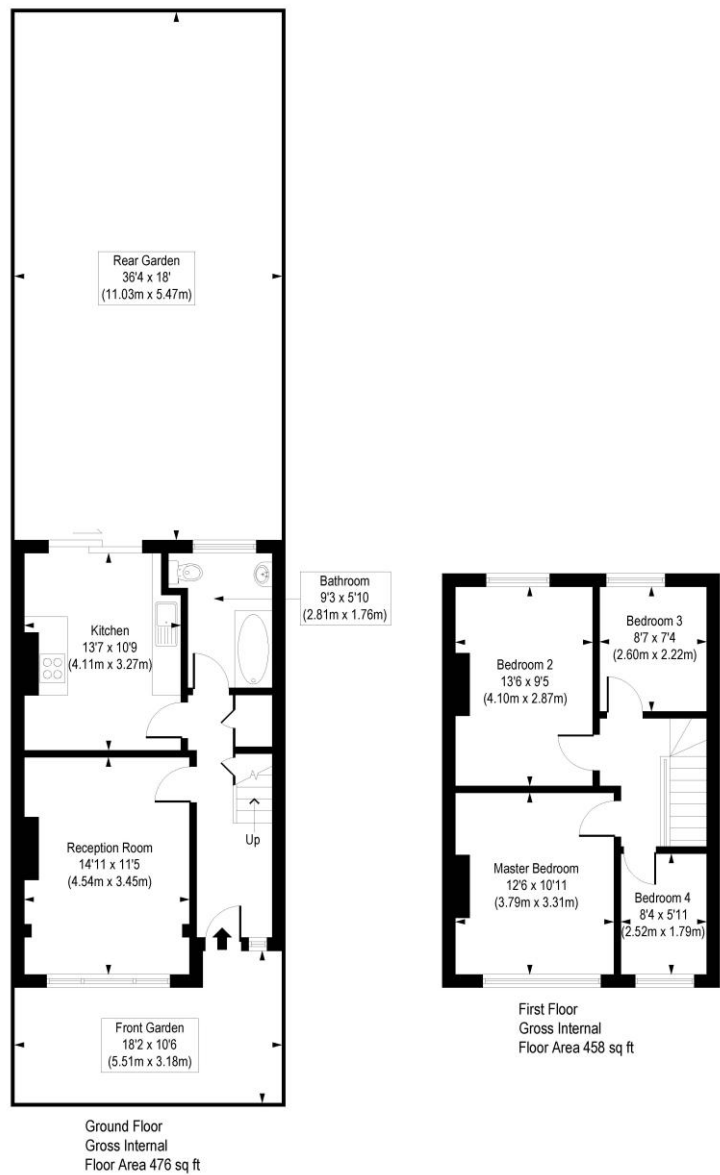 Rear Garden
36'4 x 18'
(11.03m x 5.47m)
Bathroom
9'3 x 5'10
(2.81m x 1.76m)
Kitchen
13'7 x 10'9
(4.11m x 3.27m)
Reception Room
14'11 x 11'5
(4.54m x 3.45m)
Up
Front Garden
18'2 x 10'6
(5.51m x 3.18m)
Ground Floor
Gross Internal
Floor Area 476 sq ft
Bedroom 2
13'6 x 9'5
(4.10m x 2.87m)
Bedroom 3
8'7 x 7'4
(2.60m x 2.22m)
Master Bedroom
12'6 x 10'11
(3.79m x 3.31m)
Bedroom 4
8'4 x 5'11
(2.52m x 1.79m)
First Floor
Gross Internal
Floor Area 458 sq ft